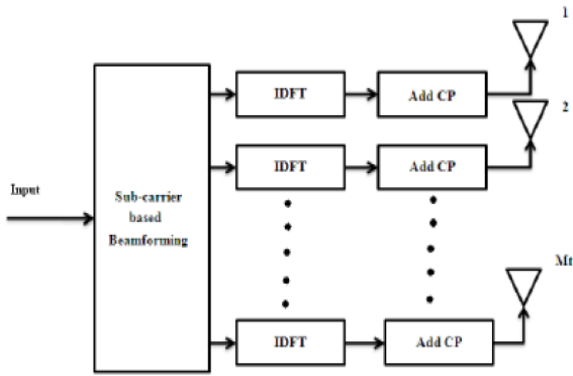 1
IDFT
Add CP
2
IDFT
Add CP
Input
Sub-carrier
based
Beamforming
Mt
IDFT
Add CP